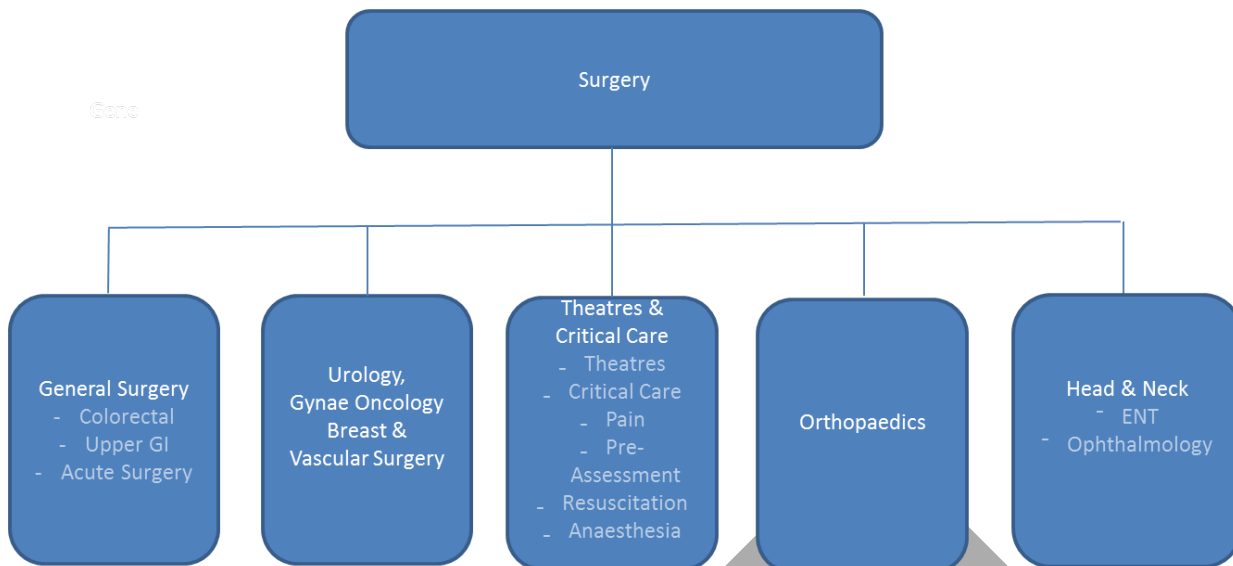 Surgery
Gene
General Surgery
- Colorectal
- Upper GI
- Acute Surgery
Urology,
Gynae Oncology
Breast &
Vascular Surgery
Theatres &
Critical Care
- Theatres
- Critical Care
- Pain
- Pre-
Assessment
- Resuscitation
- Anaesthesia
Orthopaedics
Head & Neck
- ENT
- Ophthalmology